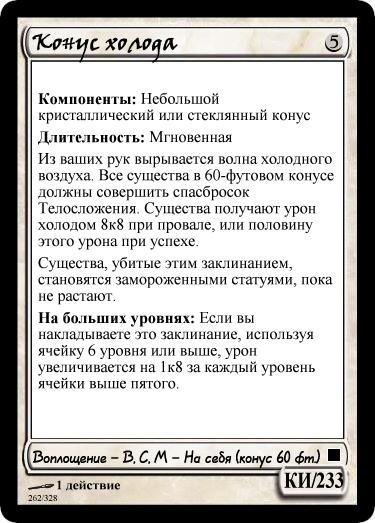 Конус холода 5
Компоненты: Небольшой
кристаллический или стеклянный конус
Длительность: Мгновенная
Из ваших рук вырывается волна холодного
воздуха. Все существа в 60-футовом конусе
должны совершить спасбросок
Телосложения. Существа получают урон
холодом 8к8 при провале, или половину
этого урона при успехе.
Существа, убитые этим заклинанием,
становятся замороженными статуями, пока
не растают.
На больших уровнях: Если вы
накладываете это заклинание, используя
ячейку 6 уровня или выше, урон
увеличивается на 1к8 за каждый уровень
ячейки выше пятого.
Воплощение – В, С, М – На себя (конус 60 фт)
КИ/233
1 действие
262/328